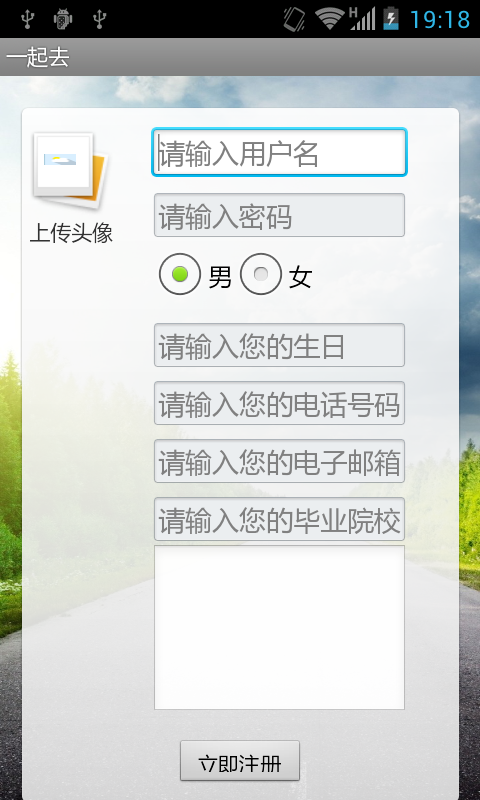 H 19:18
一起去
请输入用户名
请输入密码
上传头像
男 女
请输入您的生日
请输入您的电话号码
请输入您的电子邮箱
请输入您的毕业院校
立即注册